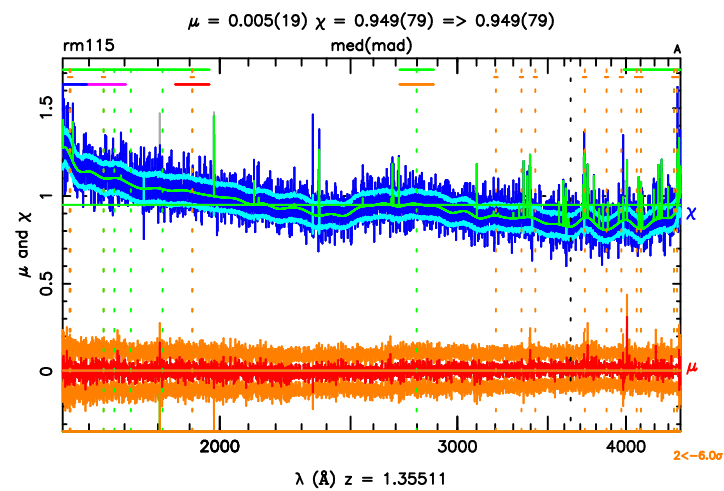 μ = 0.005(19) χ = 0.949(79) => 0.949(79)
rm115 med(mad) A
1.5
1
0.5
0
μ and χ
χ
μ
2000 3000 4000
2<-6.0σ
λ (Å) z = 1.35511